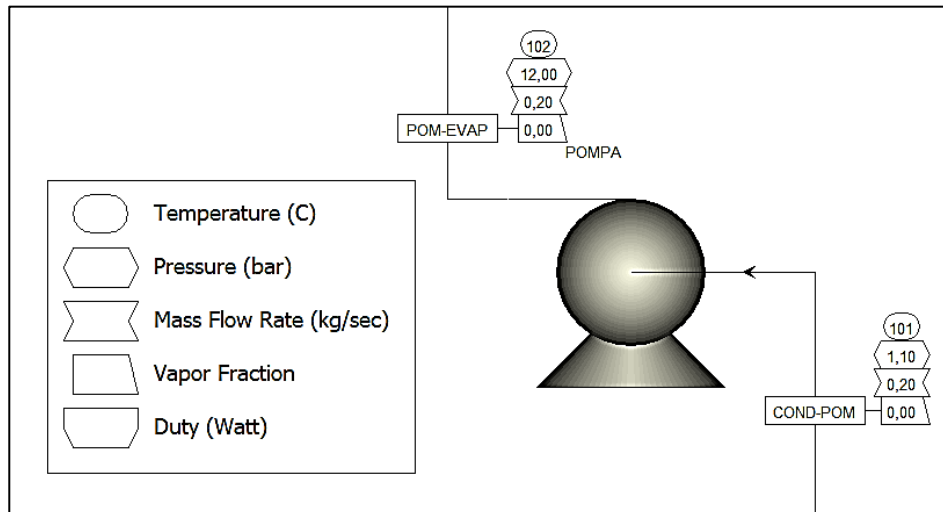 102
12,00
0,20
POM-EVAP
0,00
POMPA
Temperature (C)
Pressure (bar)
Mass Flow Rate (kg/sec)
Vapor Fraction
Duty (Watt)
101
1,10
0,20
COND-POM
0,00